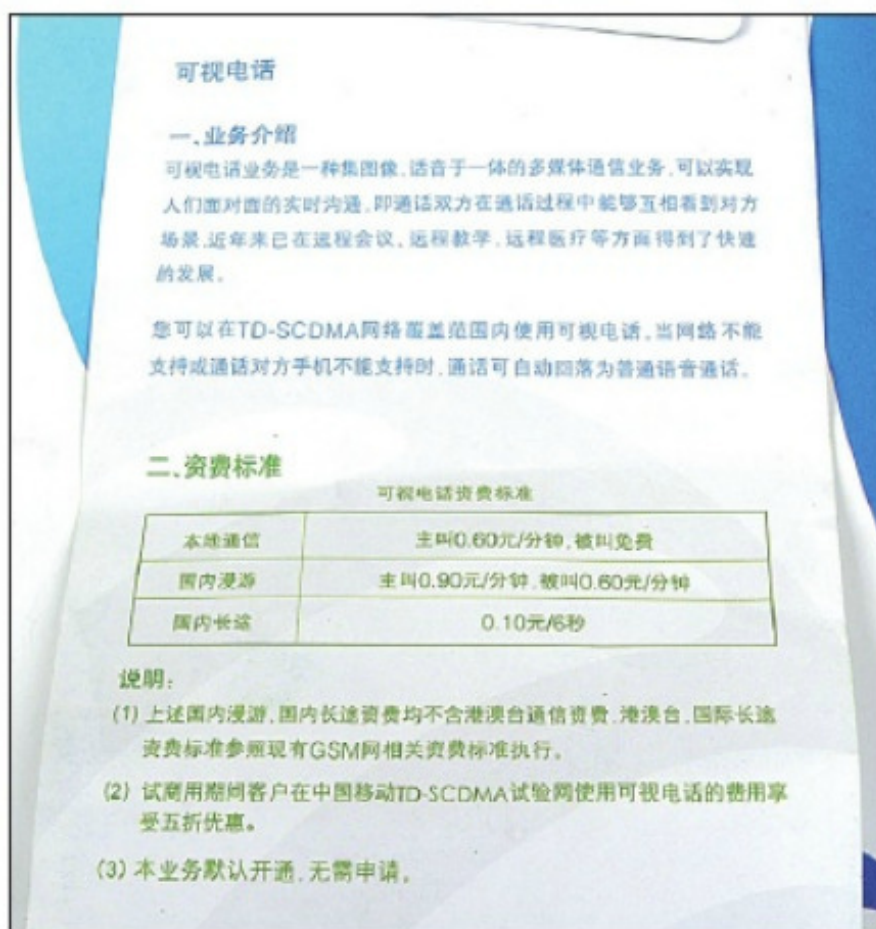 可视电话
一、业务介绍
可视电话业务是一种集图像、话音于一体的多媒体通信业务,可以实现
人们面对面的实时沟通,即通话双方在通话过程中能够互相看到对方
场景,近年来已在远程会议、远程教学、远程医疗等方面得到了快速
的发展。
您可以在TD-SCDMA网络覆盖范围内使用可视电话,当网络不能
支持或通话对方手机不能支持时,通话可自动回落为普通语音通话。
二、资费标准
可视电话资费标准
本地通信 主叫0.60元/分钟,被叫免费
国内漫游 主叫0.90元/分钟,被叫0.60元/分钟
国内长途 0.10元/6秒
说明:
(1) 上述国内漫游、国内长途资费均不含港澳台通信资费,港澳台、国际长途
资费标准参照现有GSM网相关资费标准执行。
(2) 试商用期间客户在中国移动TD-SCDMA试验网使用可视电话的费用享
受五折优惠。
(3) 本业务默认开通,无需申请。